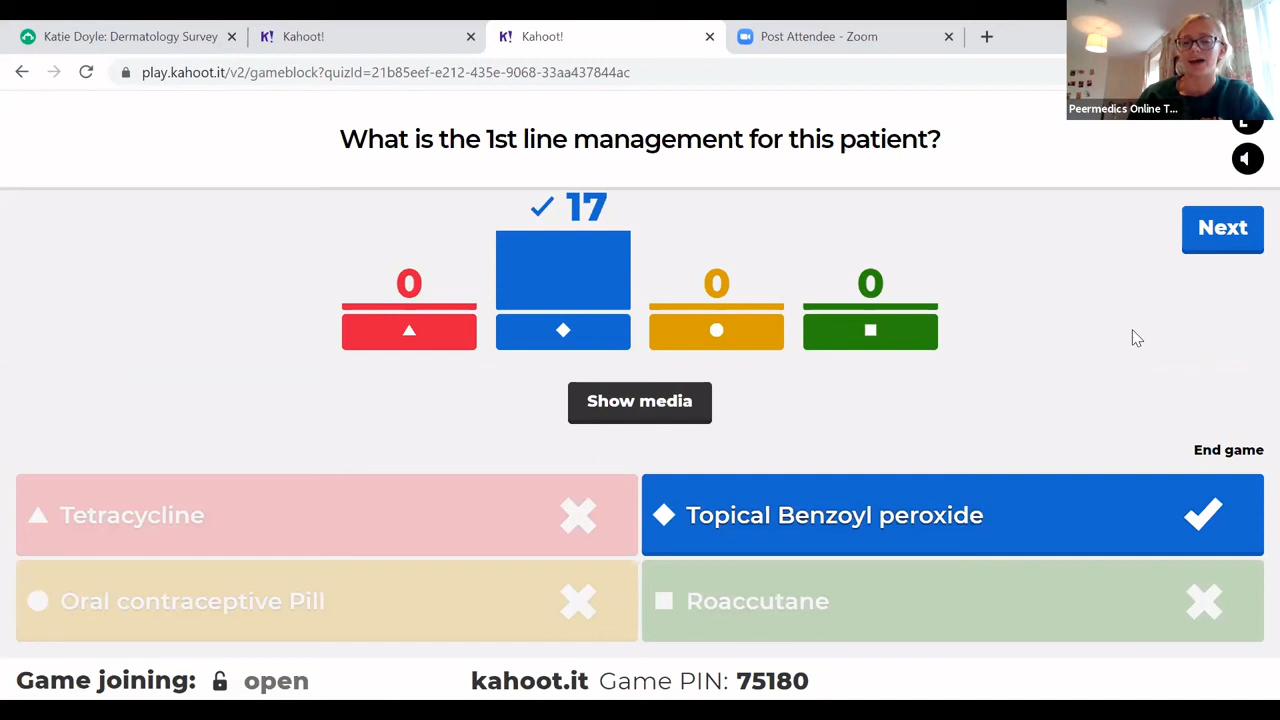 Katie Doyle: Dermatology Survey
K! Kahoot!
K! Kahoot!
Post Attendee - Zoom
play.kahoot.it/v2/gameblock?quizId=21b85eef-e212-435e-9068-33aa437844ac
Peermedics Online T...
What is the 1st line management for this patient?
17
0
0
0
Next
Show media
End game
Tetracycline
Topical Benzoyl peroxide
Oral contraceptive Pill
Roaccutane
Game joining: open
kahoot.it Game PIN: 75180